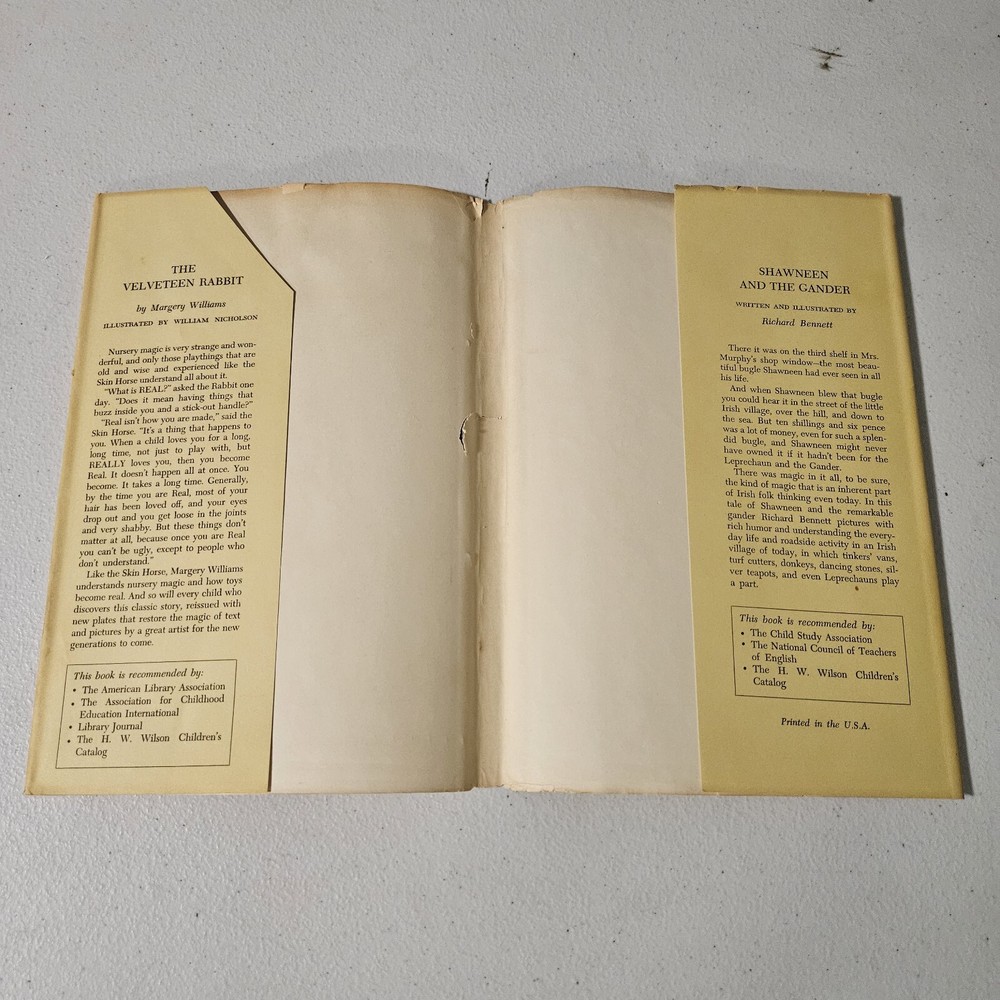 THE
VELVETEEN RABBIT
by Margery Williams
ILLUSTRATED BY WILLIAM NICHOLSON
Nursery magic is very strange and won-
derful, and only those playthings that are
old and wise and experienced like the
Skin Horse understand all about it.
"What is REAL?" asked the Rabbit one
day. "Does it mean having things that
buzz inside you and a stick-out handle?"
"Real isn't how you are made," said the
Skin Horse. "It's a thing that happens to
you. When a child loves you for a long,
long time, not just to play with, but
REALLY loves you, then you become
Real. It doesn't happen all at once. You
become. It takes a long time. Generally,
by the time you are Real, most of your
hair has been loved off, and your eyes
drop out and you get loose in the joints
and very shabby. But these things don't
matter at all, because once you are Real
you can't be ugly, except to people who
don't understand."
Like the Skin Horse, Margery Williams
understands nursery magic and how toys
become real. And so will every child who
discovers this classic story, reissued with
new plates that restore the magic of text
and pictures by a great artist for the new
generations to come.
This book is recommended by:
• The American Library Association
• The Association for Childhood
Education International
• Library Journal
• The H. W. Wilson Children's
Catalog
SHAWNEEN
AND THE GANDER
WRITTEN AND ILLUSTRATED BY
Richard Bennett
There it was on the third shelf in Mrs.
Murphy's shop window—the most beau-
tiful bugle Shawneen had ever seen in all
his life.
And when Shawneen blew that bugle
you could hear it in the street of the little
Irish village, over the hill, and down to
the sea. But ten shillings and six pence
was a lot of money, even for such a splen-
did bugle, and Shawneen might never
have owned it if it hadn't been for the
Leprechaun and the Gander.
There was magic in it all, to be sure,
the kind of magic that is an inherent part
of Irish folk thinking even today. In this
tale of Shawneen and the remarkable
gander Richard Bennett pictures with
rich humor and understanding the every-
day life and roadside activity in an Irish
village of today, in which tinkers' vans,
turf cutters, donkeys, dancing stones, sil-
ver teapots, and even Leprechauns play
a part.
This book is recommended by:
• The Child Study Association
• The National Council of Teachers
of English
• The H. W. Wilson Children's
Catalog
Printed in the U.S.A.